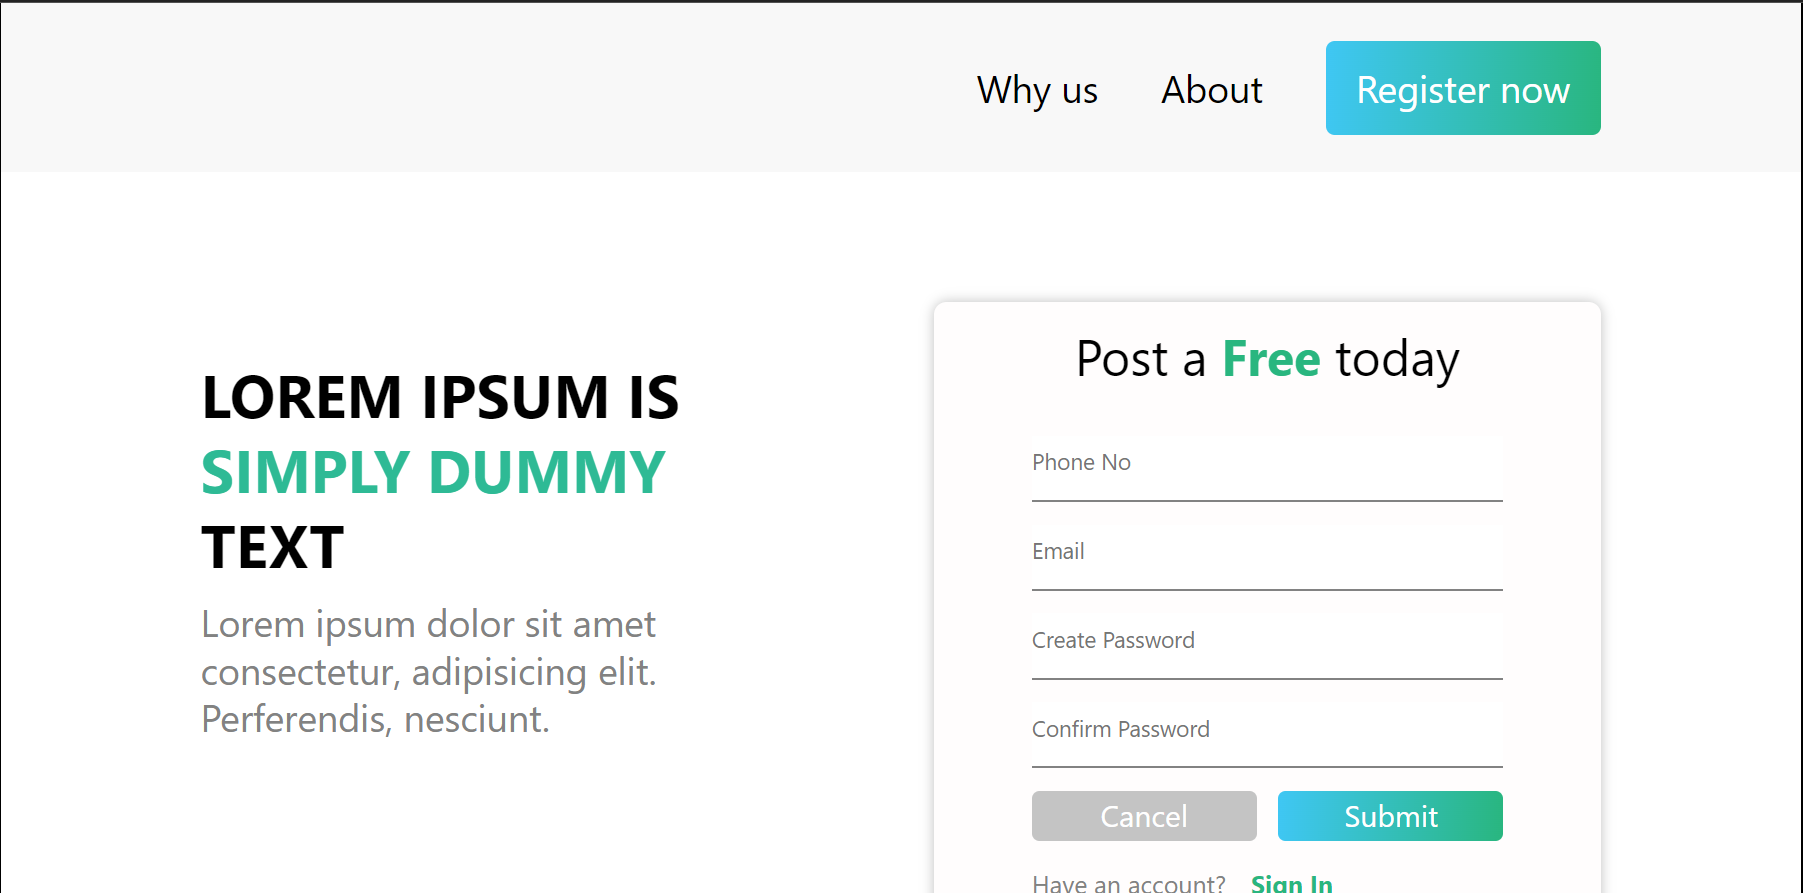 Why us About Register now
LOREM IPSUM IS
SIMPLY DUMMY
TEXT
Lorem ipsum dolor sit amet
consectetur, adipisicing elit.
Perferendis, nesciunt.
Post a Free today
Phone No
Email
Create Password
Confirm Password
Cancel Submit
Have an account? Sign In